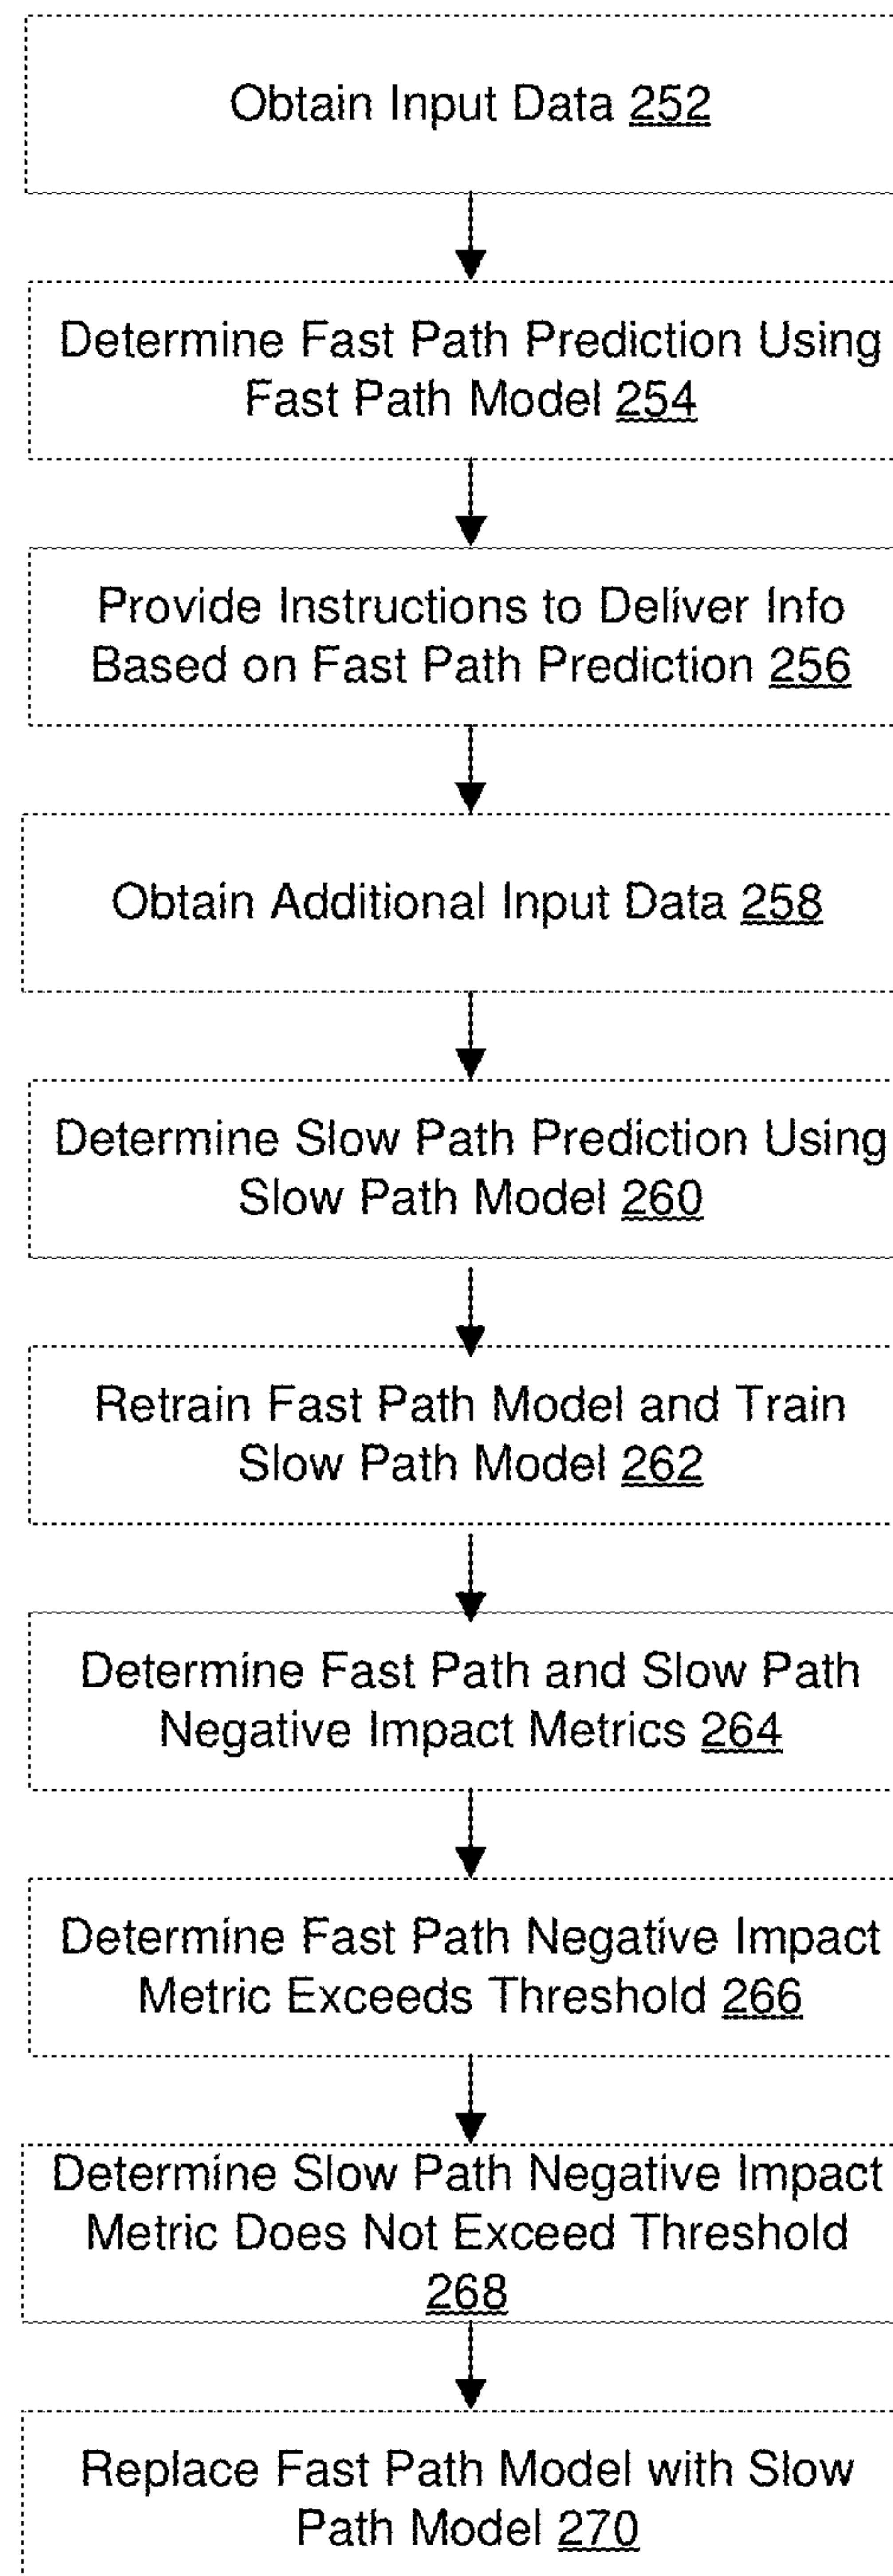 Obtain Input Data 252
Determine Fast Path Prediction Using
Fast Path Model 254
Provide Instructions to Deliver Info
Based on Fast Path Prediction 256
Obtain Additional Input Data 258
Determine Slow Path Prediction Using
Slow Path Model 260
Retrain Fast Path Model and Train
Slow Path Model 262
Determine Fast Path and Slow Path
Negative Impact Metrics 264
Determine Fast Path Negative Impact
Metric Exceeds Threshold 266
Determine Slow Path Negative Impact
Metric Does Not Exceed Threshold
268
Replace Fast Path Model with Slow
Path Model 270